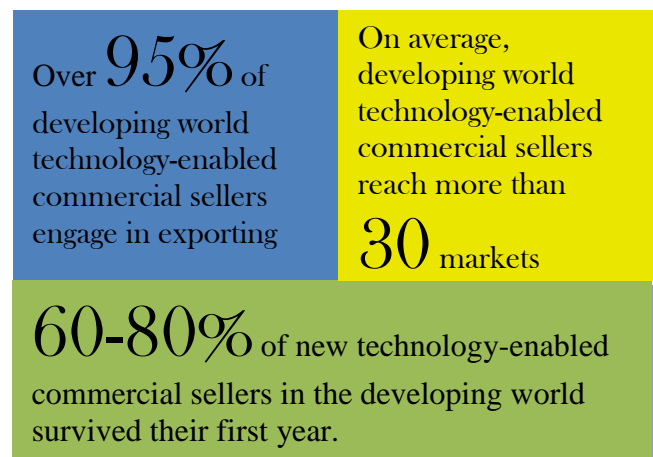 Over 95% of
developing world
technology-enabled
commercial sellers
engage in exporting
On average,
developing world
technology-enabled
commercial sellers
reach more than
30 markets
60-80% of new technology-enabled
commercial sellers in the developing world
survived their first year.